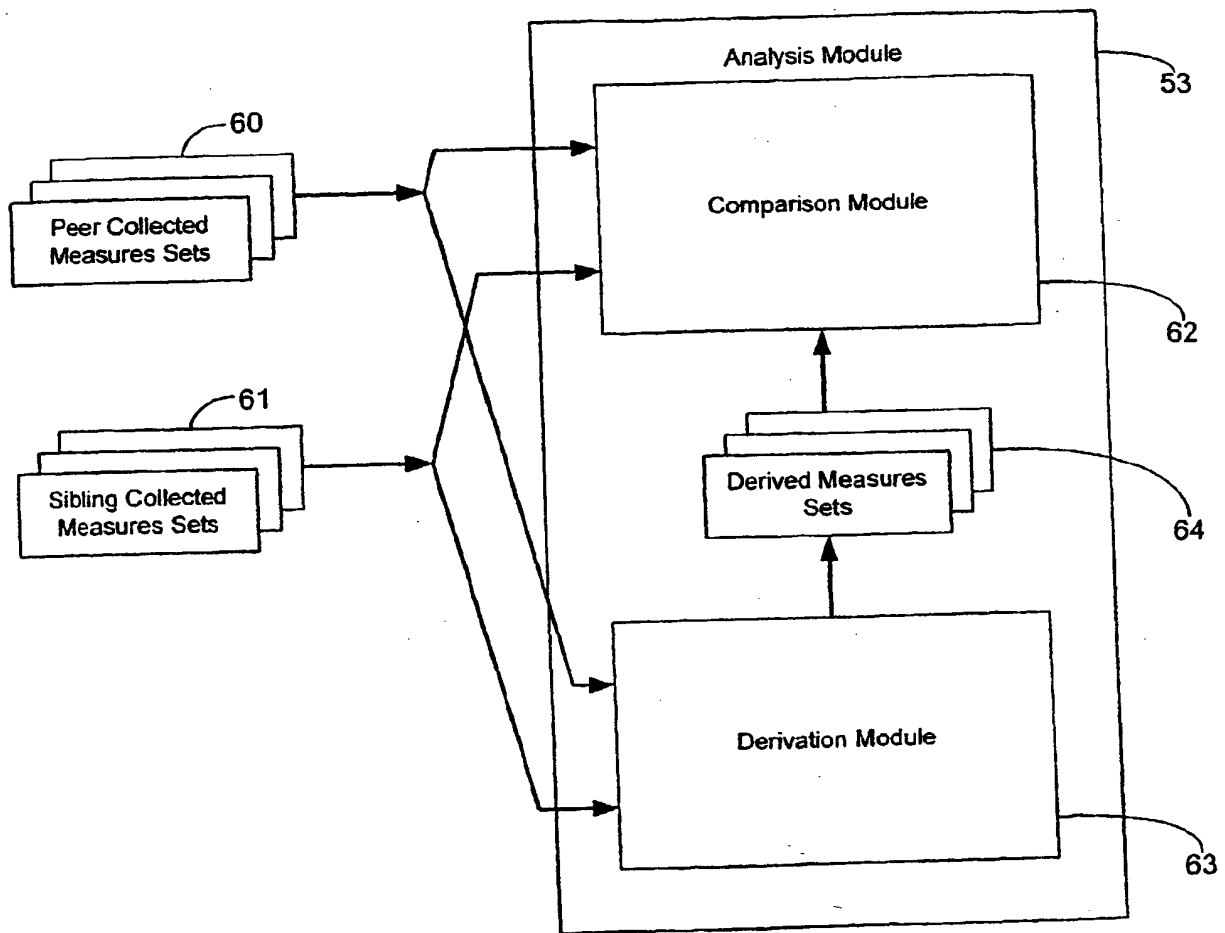 Analysis Module
53
60
Peer Collected
Measures Sets
Comparison Module
62
61
Sibling Collected
Measures Sets
Derived Measures
Sets
64
Derivation Module
63